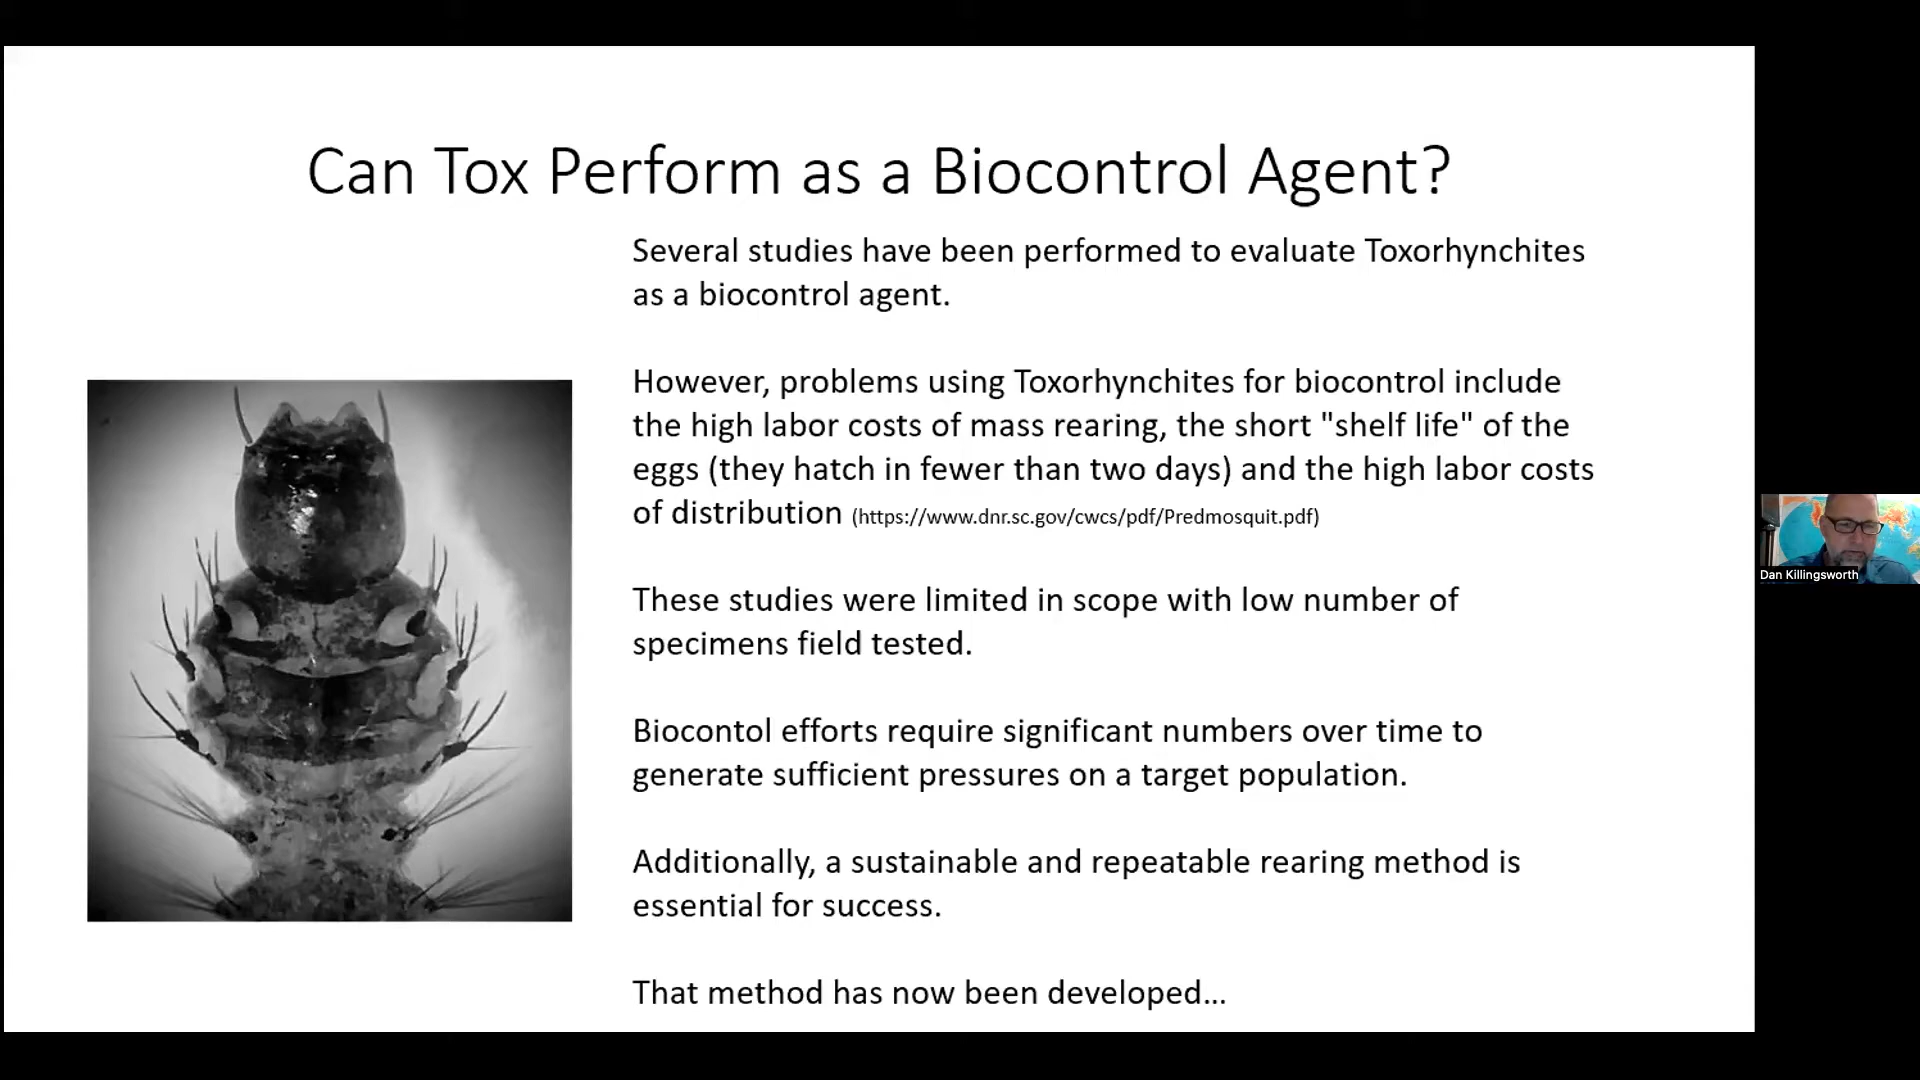 Can Tox Perform as a Biocontrol Agent?
Several studies have been performed to evaluate Toxorhynchites
as a biocontrol agent.
However, problems using Toxorhynchites for biocontrol include
the high labor costs of mass rearing, the short "shelf life" of the
eggs (they hatch in fewer than two days) and the high labor costs
of distribution (https://www.dnr.sc.gov/cwcs/pdf/Predmosquit.pdf)
These studies were limited in scope with low number of
specimens field tested.
Biocontol efforts require significant numbers over time to
generate sufficient pressures on a target population.
Additionally, a sustainable and repeatable rearing method is
essential for success.
That method has now been developed...
Dan Killingsworth